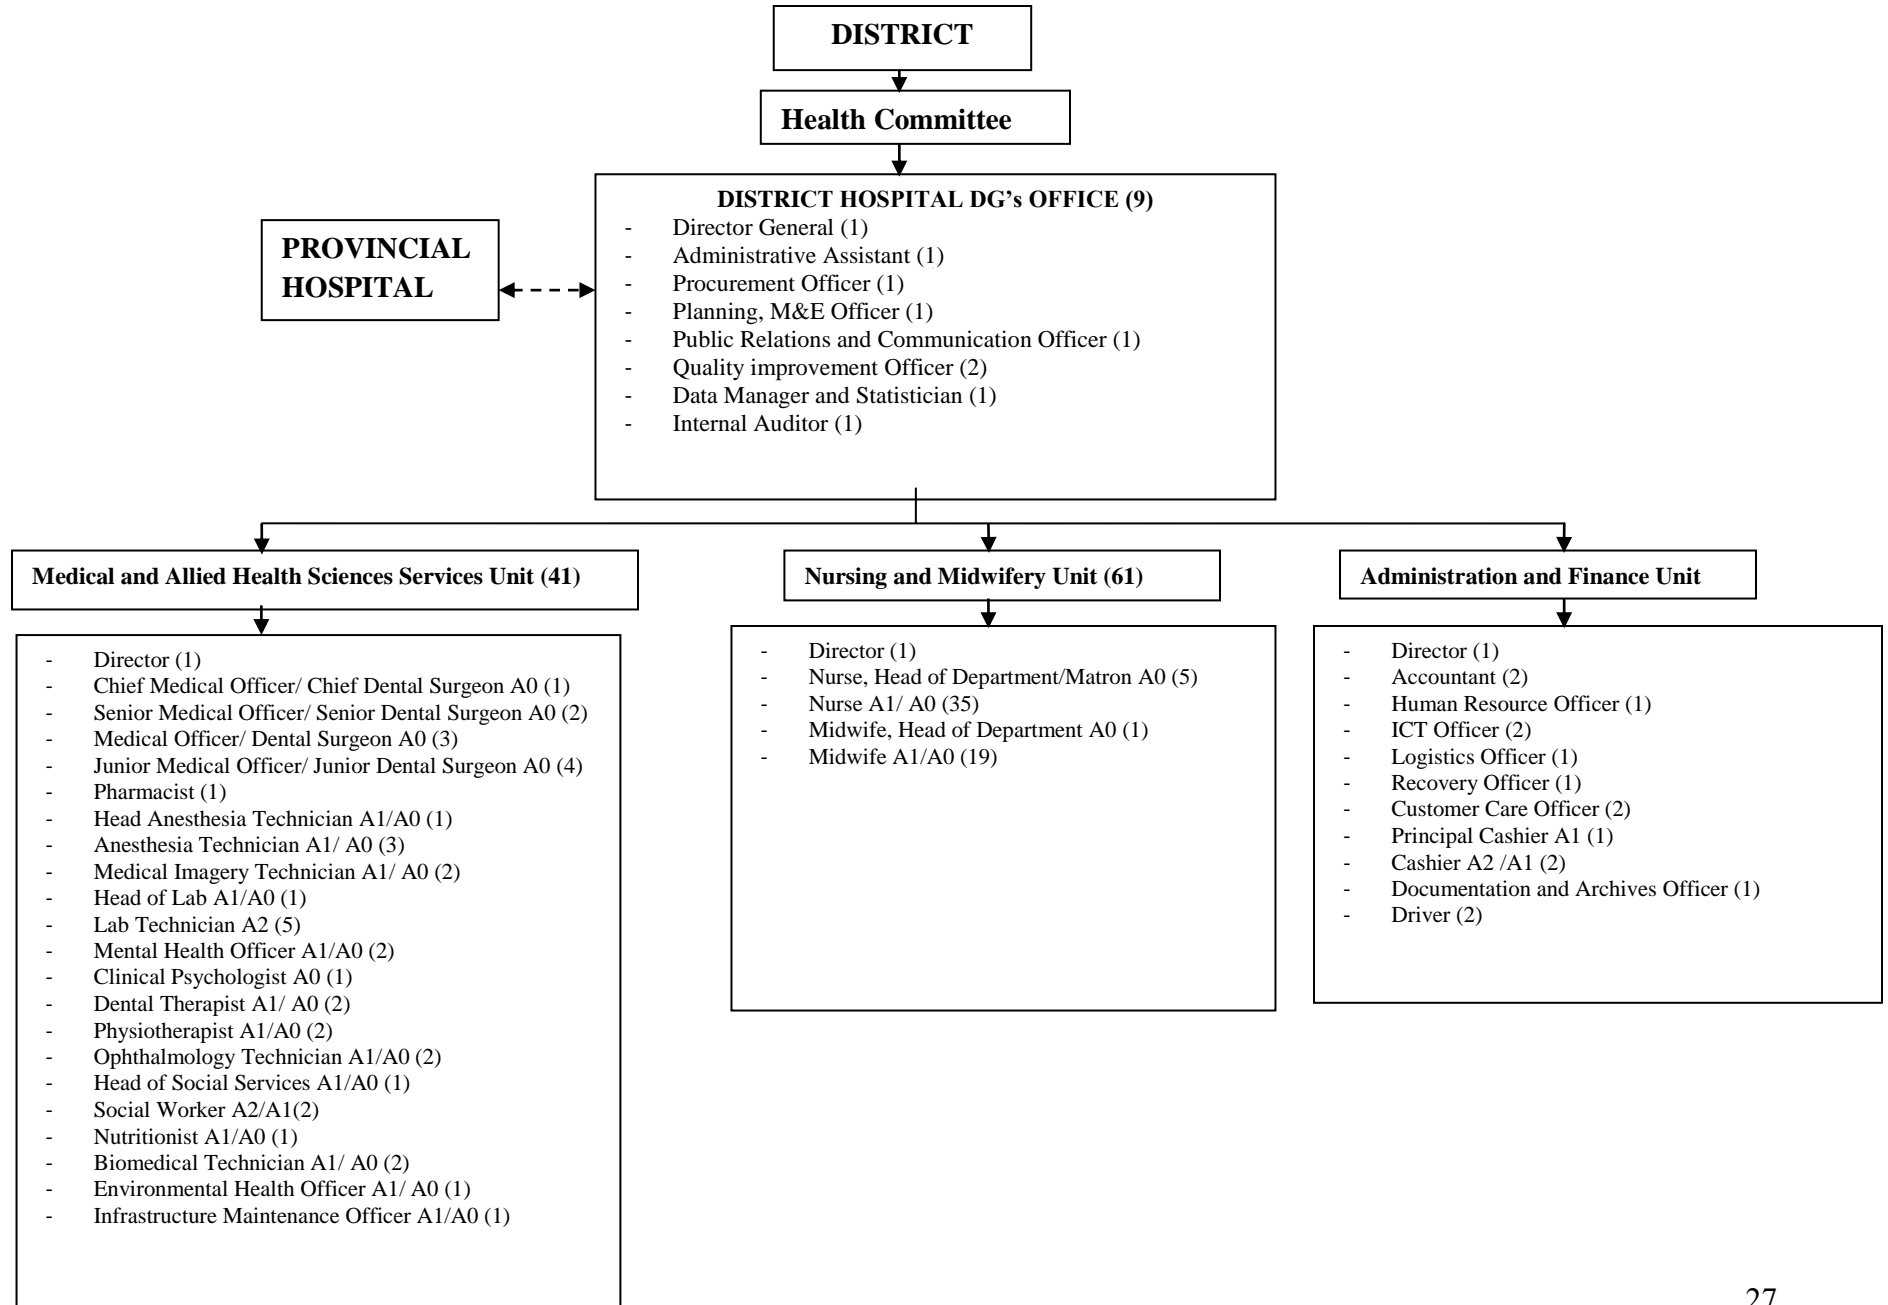 DISTRICT
Health Committee
PROVINCIAL
HOSPITAL
DISTRICT HOSPITAL DG’s OFFICE (9)
- Director General (1)
- Administrative Assistant (1)
- Procurement Officer (1)
- Planning, M&E Officer (1)
- Public Relations and Communication Officer (1)
- Quality improvement Officer (2)
- Data Manager and Statistician (1)
- Internal Auditor (1)
Medical and Allied Health Sciences Services Unit (41)
- Director (1)
- Chief Medical Officer/ Chief Dental Surgeon A0 (1)
- Senior Medical Officer/ Senior Dental Surgeon A0 (2)
- Medical Officer/ Dental Surgeon A0 (3)
- Junior Medical Officer/ Junior Dental Surgeon A0 (4)
- Pharmacist (1)
- Head Anesthesia Technician A1/A0 (1)
- Anesthesia Technician A1/ A0 (3)
- Medical Imagery Technician A1/ A0 (2)
- Head of Lab A1/A0 (1)
- Lab Technician A2 (5)
- Mental Health Officer A1/A0 (2)
- Clinical Psychologist A0 (1)
- Dental Therapist A1/ A0 (2)
- Physiotherapist A1/A0 (2)
- Ophthalmology Technician A1/A0 (2)
- Head of Social Services A1/A0 (1)
- Social Worker A2/A1(2)
- Nutritionist A1/A0 (1)
- Biomedical Technician A1/ A0 (2)
- Environmental Health Officer A1/ A0 (1)
- Infrastructure Maintenance Officer A1/A0 (1)
Nursing and Midwifery Unit (61)
- Director (1)
- Nurse, Head of Department/Matron A0 (5)
- Nurse A1/ A0 (35)
- Midwife, Head of Department A0 (1)
- Midwife A1/A0 (19)
Administration and Finance Unit
- Director (1)
- Accountant (2)
- Human Resource Officer (1)
- ICT Officer (2)
- Logistics Officer (1)
- Recovery Officer (1)
- Customer Care Officer (2)
- Principal Cashier A1 (1)
- Cashier A2 /A1 (2)
- Documentation and Archives Officer (1)
- Driver (2)
27